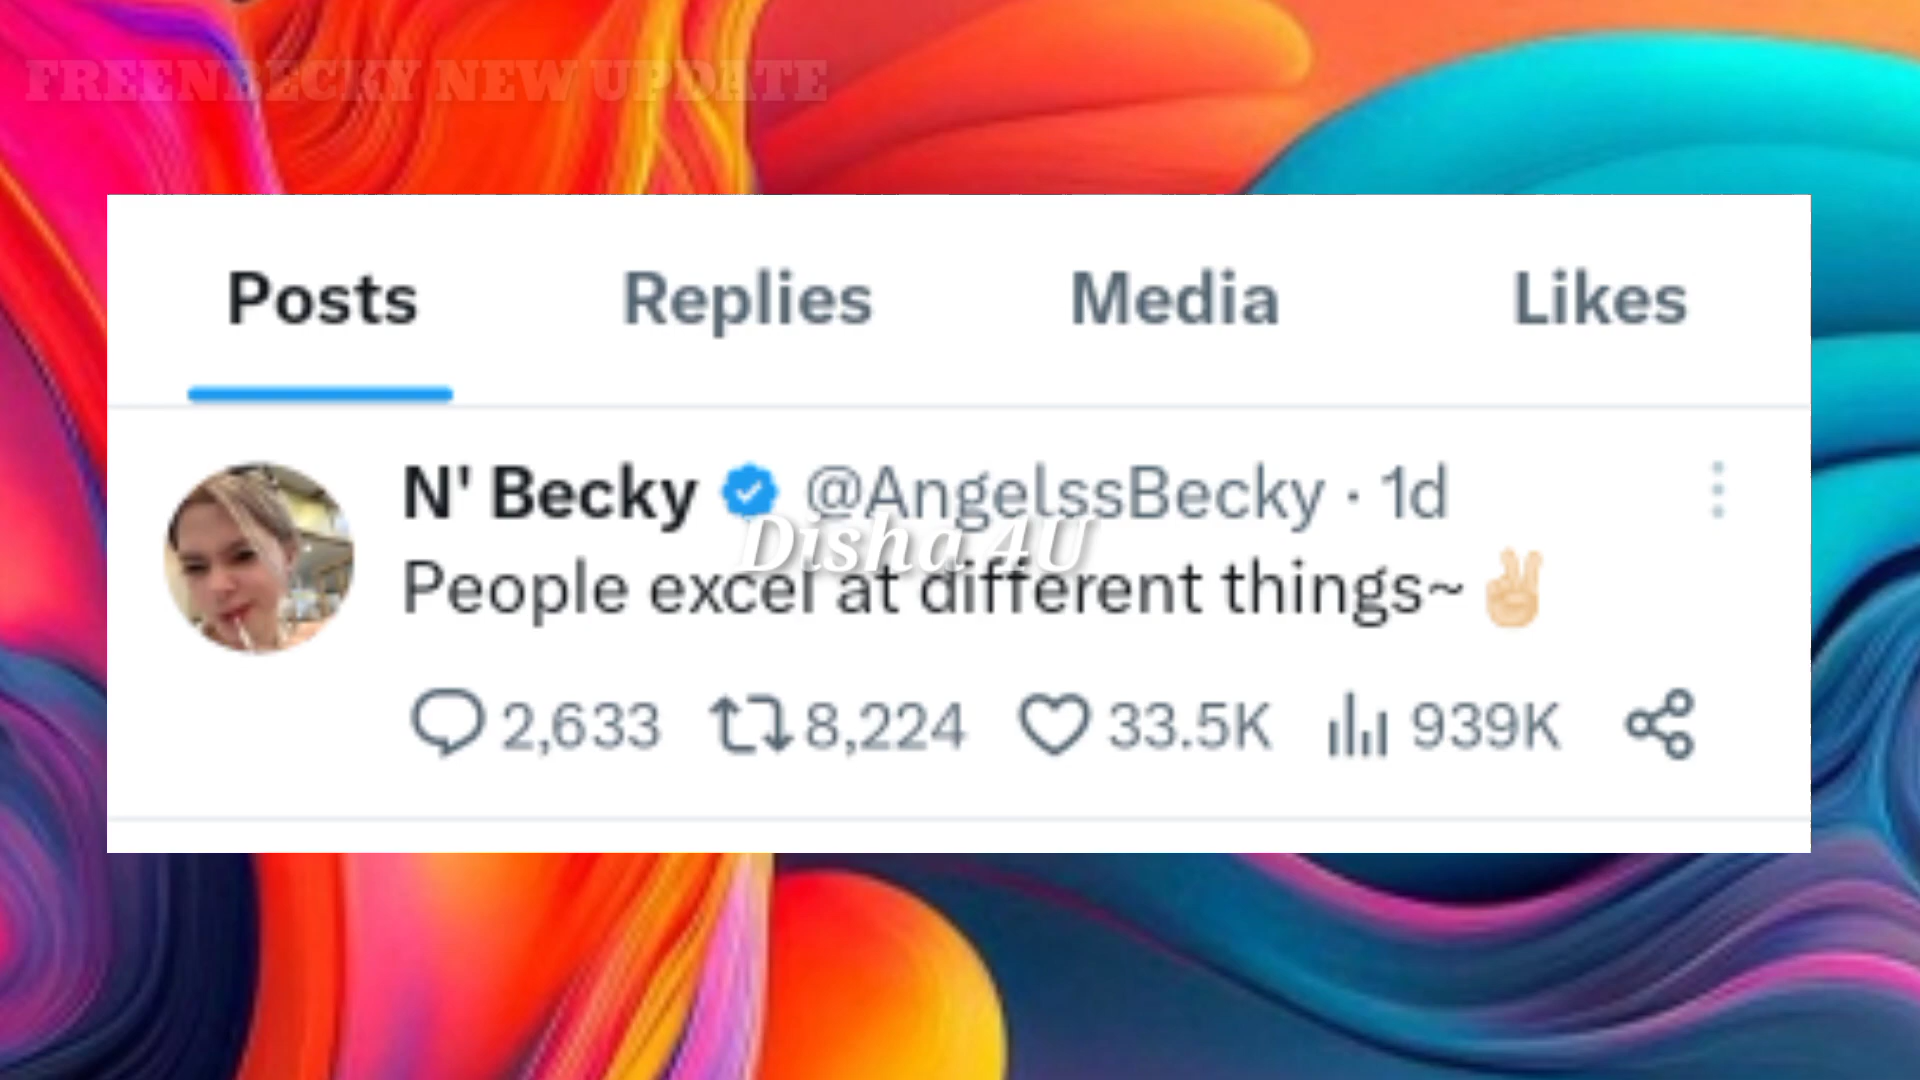 FREENBECKY NEW UPDATE
Posts Replies Media Likes
N' Becky @AngelssBecky · 1d
Disha 4U
People excel at different things~✌🏻
2,633 8,224 33.5K 939K